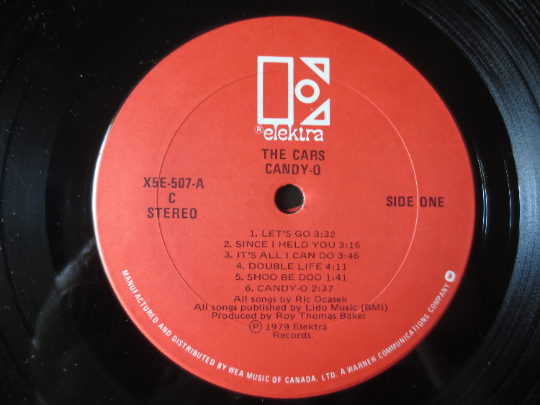 ® elektra
THE CARS
CANDY-O
X5E-507-A
C
STEREO
SIDE ONE
1. LET'S GO 3:32
2. SINCE I HELD YOU 3:16
3. IT'S ALL I CAN DO 3:46
4. DOUBLE LIFE 4:11
5. SHOO BE DOO 1:41
6. CANDY-O 2:37
All songs by Ric Ocasek
All songs published by Lido Music (BMI)
Produced by Roy Thomas Baker
℗ 1979 Elektra
Records
MANUFACTURED AND DISTRIBUTED BY WEA MUSIC OF CANADA, LTD. A WARNER COMMUNICATIONS COMPANY